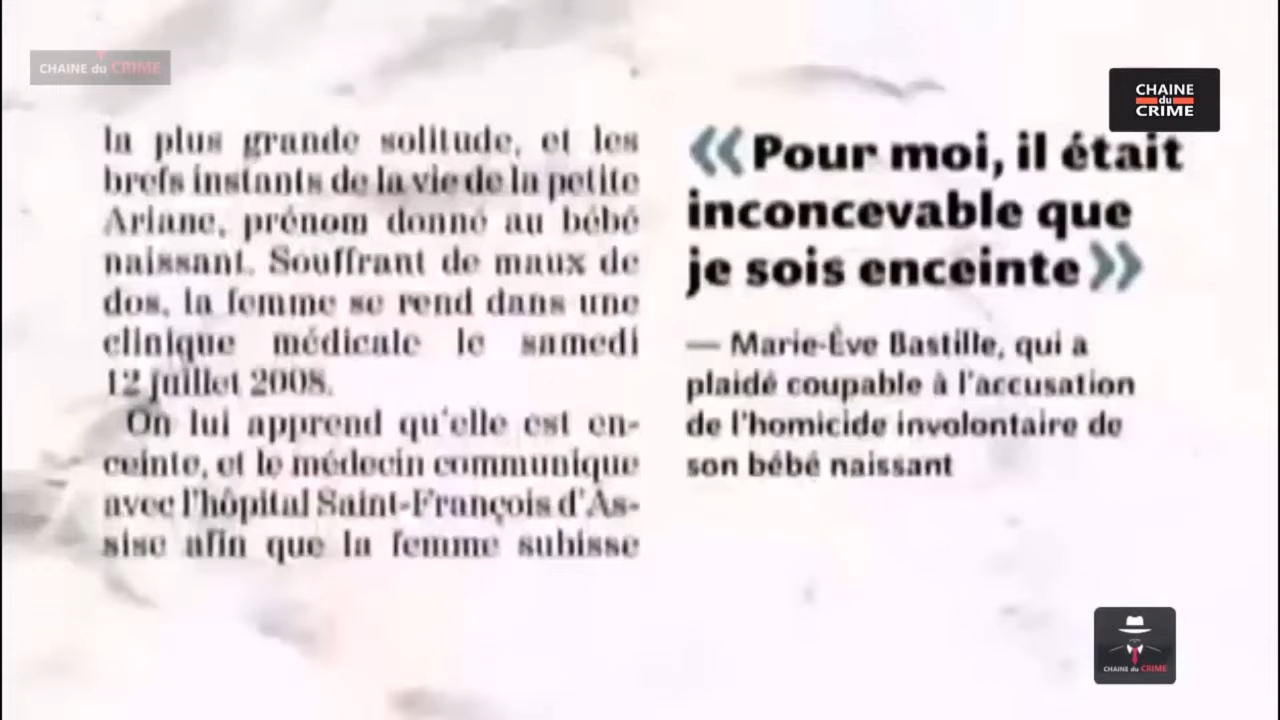 CHAINE du CRIME
CHAINE
du
CRIME
la plus grande solitude, et les
brefs instants de la vie de la petite
Ariane, prénom donné au bébé
naissant. Souffrant de maux de
dos, la femme se rend dans une
clinique médicale le samedi
12 juillet 2008.
On lui apprend qu'elle est en-
ceinte, et le médecin communique
avec l'hôpital Saint-François d'As-
sise afin que la femme subisse
«Pour moi, il était
inconcevable que
je sois enceinte»
— Marie-Ève Bastille, qui a
plaidé coupable à l'accusation
de l'homicide involontaire de
son bébé naissant
CHAINE du CRIME